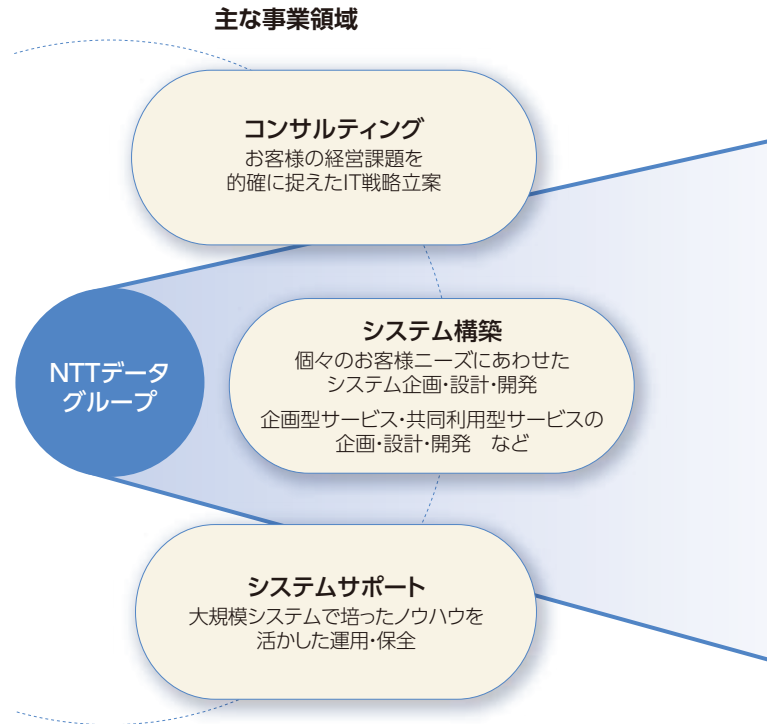 主な事業領域
コンサルティング
お客様の経営課題を
的確に捉えたIT戦略立案
NTTデータ
グループ
システム構築
個々のお客様ニーズにあわせた
システム企画・設計・開発
企画型サービス・共同利用型サービスの
企画・設計・開発　など
システムサポート
大規模システムで培ったノウハウを
活かした運用・保全